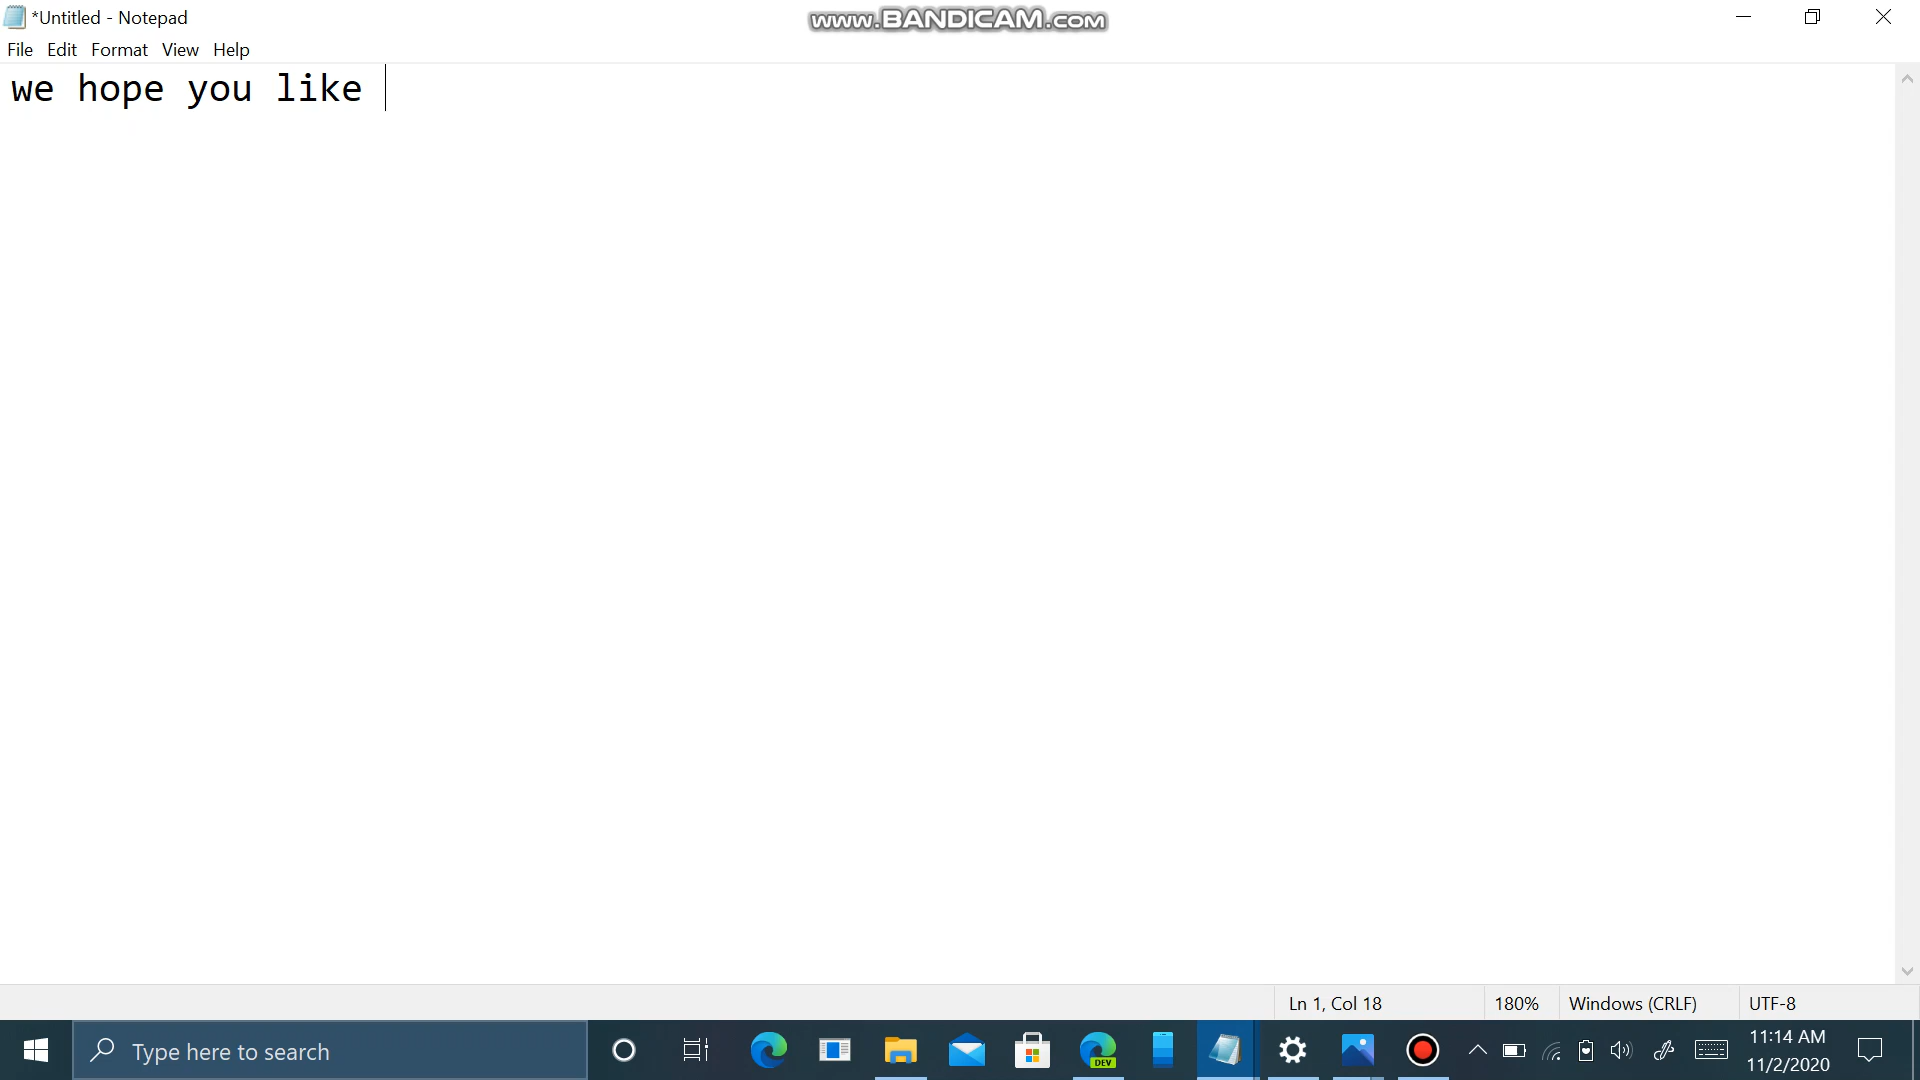 *Untitled - Notepad
www.BANDICAM.com
File Edit Format View Help
we hope you like
Ln 1, Col 18 180% Windows (CRLF) UTF-8
Type here to search
DEV
11:14 AM
11/2/2020